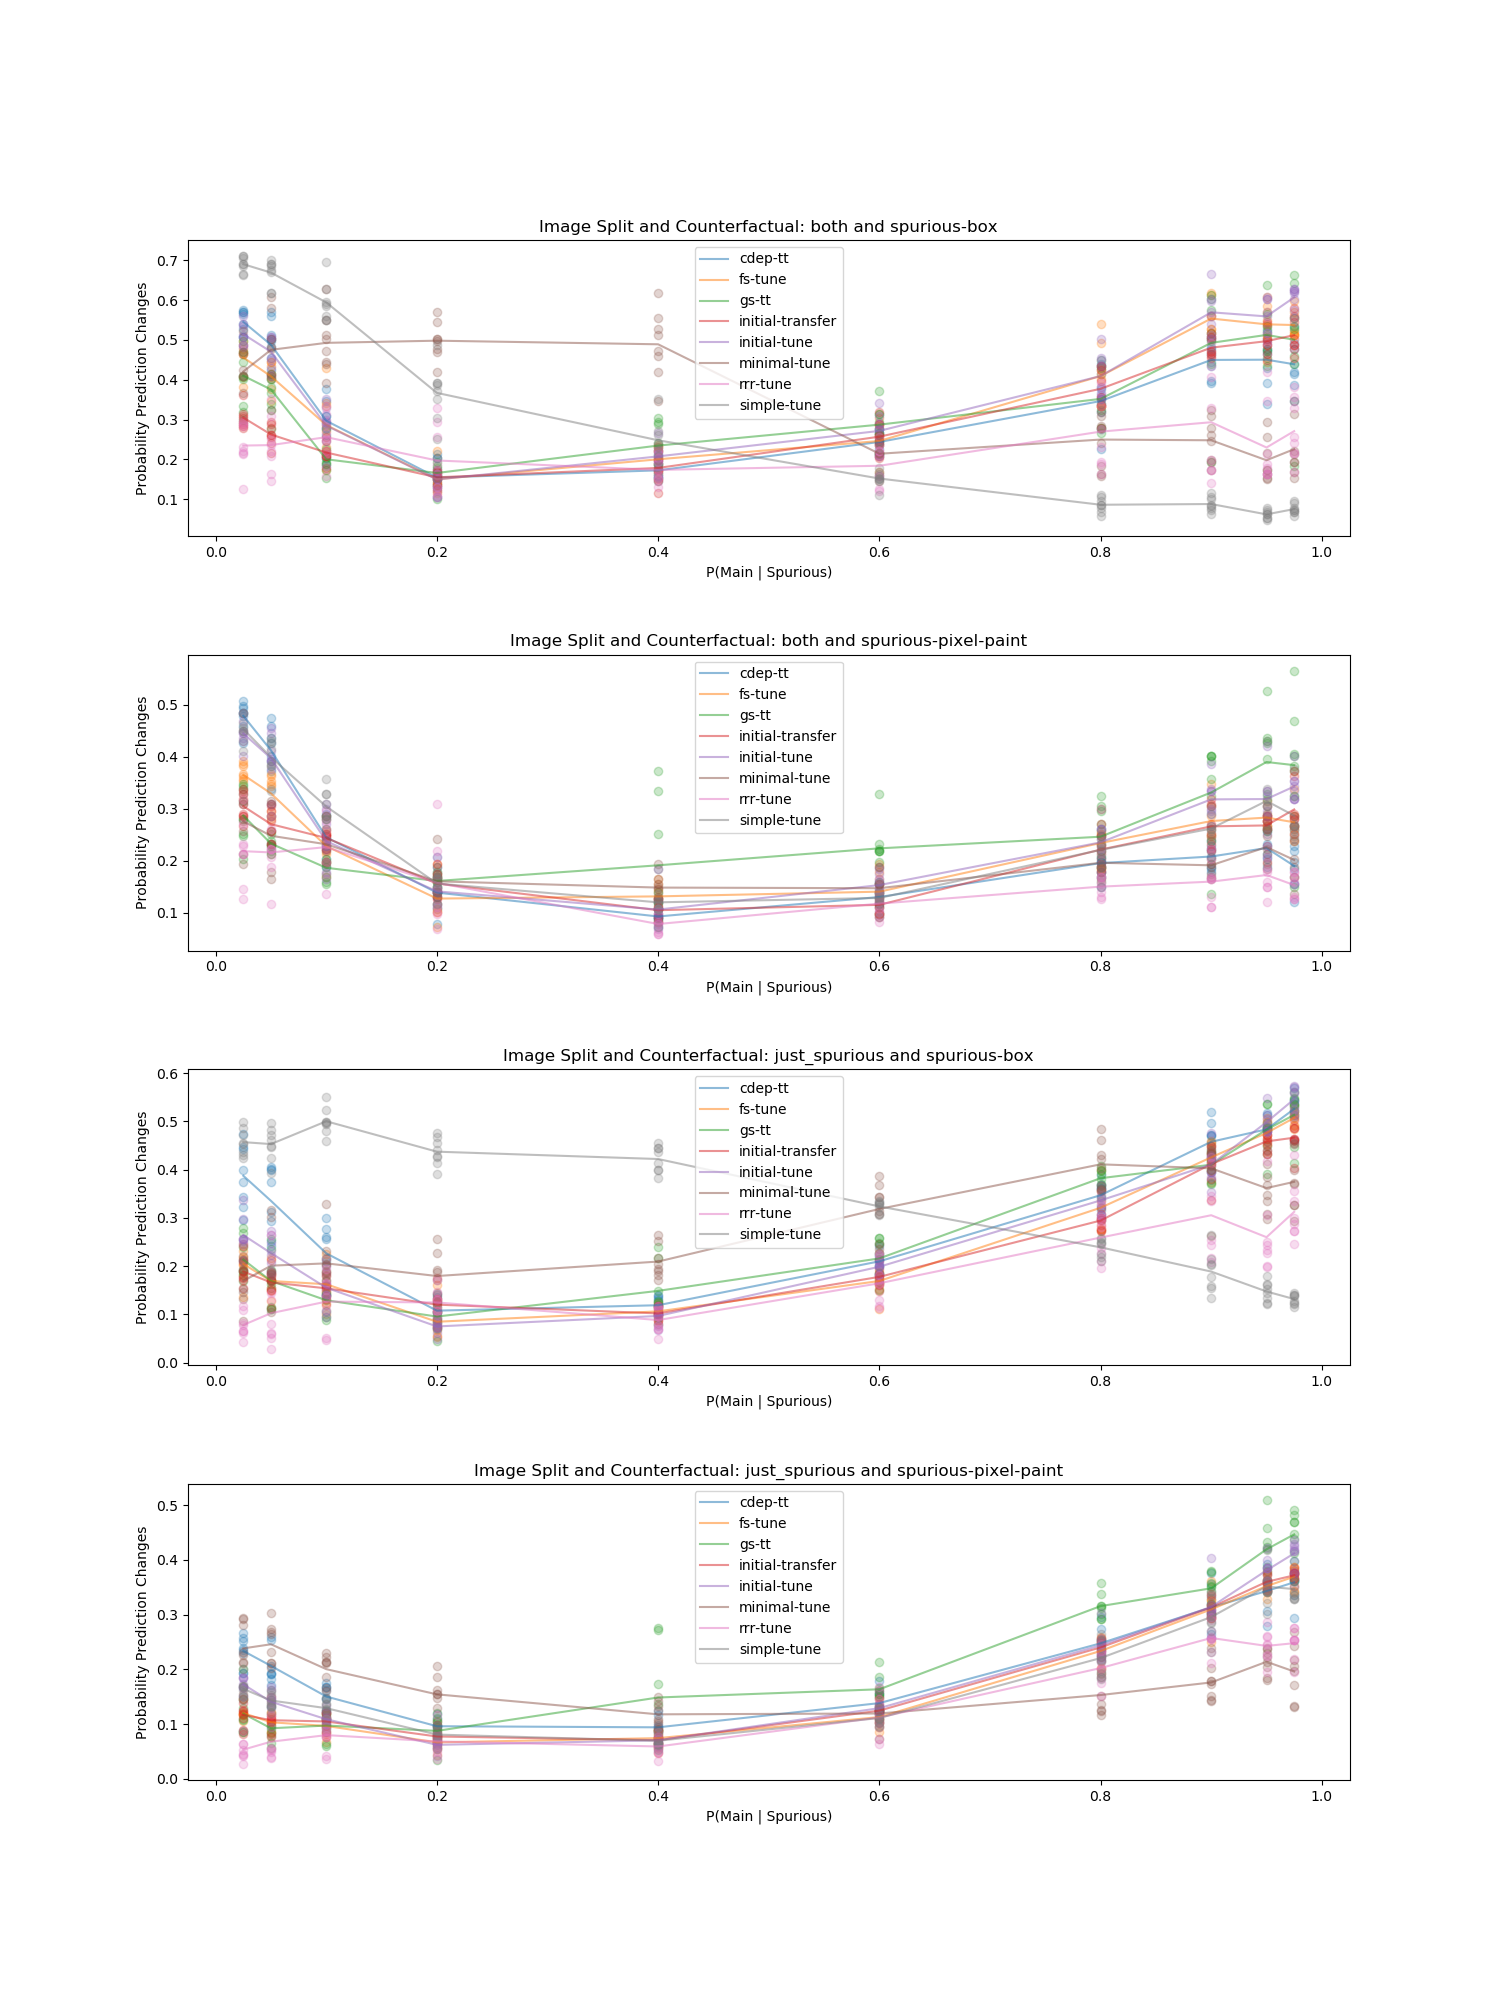 Image Split and Counterfactual: both and spurious-box
Probability Prediction Changes
0.7
0.6
0.5
0.4
0.3
0.2
0.1
cdep-tt
fs-tune
gs-tt
initial-transfer
initial-tune
minimal-tune
rrr-tune
simple-tune
0.0 0.2 0.4 0.6 0.8 1.0
P(Main | Spurious)
Image Split and Counterfactual: both and spurious-pixel-paint
Probability Prediction Changes
0.5
0.4
0.3
0.2
0.1
cdep-tt
fs-tune
gs-tt
initial-transfer
initial-tune
minimal-tune
rrr-tune
simple-tune
0.0 0.2 0.4 0.6 0.8 1.0
P(Main | Spurious)
Image Split and Counterfactual: just_spurious and spurious-box
Probability Prediction Changes
0.6
0.5
0.4
0.3
0.2
0.1
0.0
cdep-tt
fs-tune
gs-tt
initial-transfer
initial-tune
minimal-tune
rrr-tune
simple-tune
0.0 0.2 0.4 0.6 0.8 1.0
P(Main | Spurious)
Image Split and Counterfactual: just_spurious and spurious-pixel-paint
Probability Prediction Changes
0.5
0.4
0.3
0.2
0.1
0.0
cdep-tt
fs-tune
gs-tt
initial-transfer
initial-tune
minimal-tune
rrr-tune
simple-tune
0.0 0.2 0.4 0.6 0.8 1.0
P(Main | Spurious)